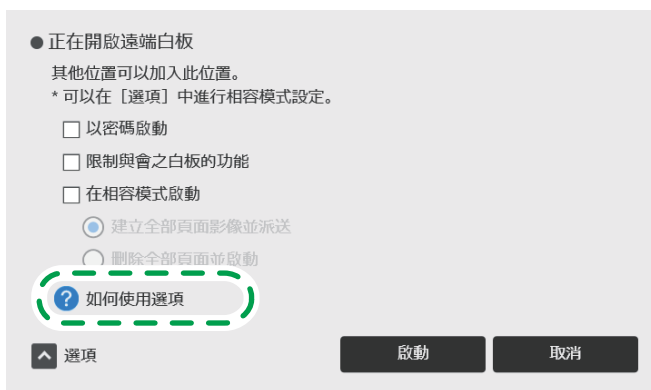 ●正在開啟遠端白板
其他位置可以加入此位置。
* 可以在［選項］中進行相容模式設定。
以密碼啟動
限制與會之白板的功能
在相容模式啟動
建立全部頁面影像並派送
刪除全部頁面並啟動
? 如何使用選項
選項
啟動
取消